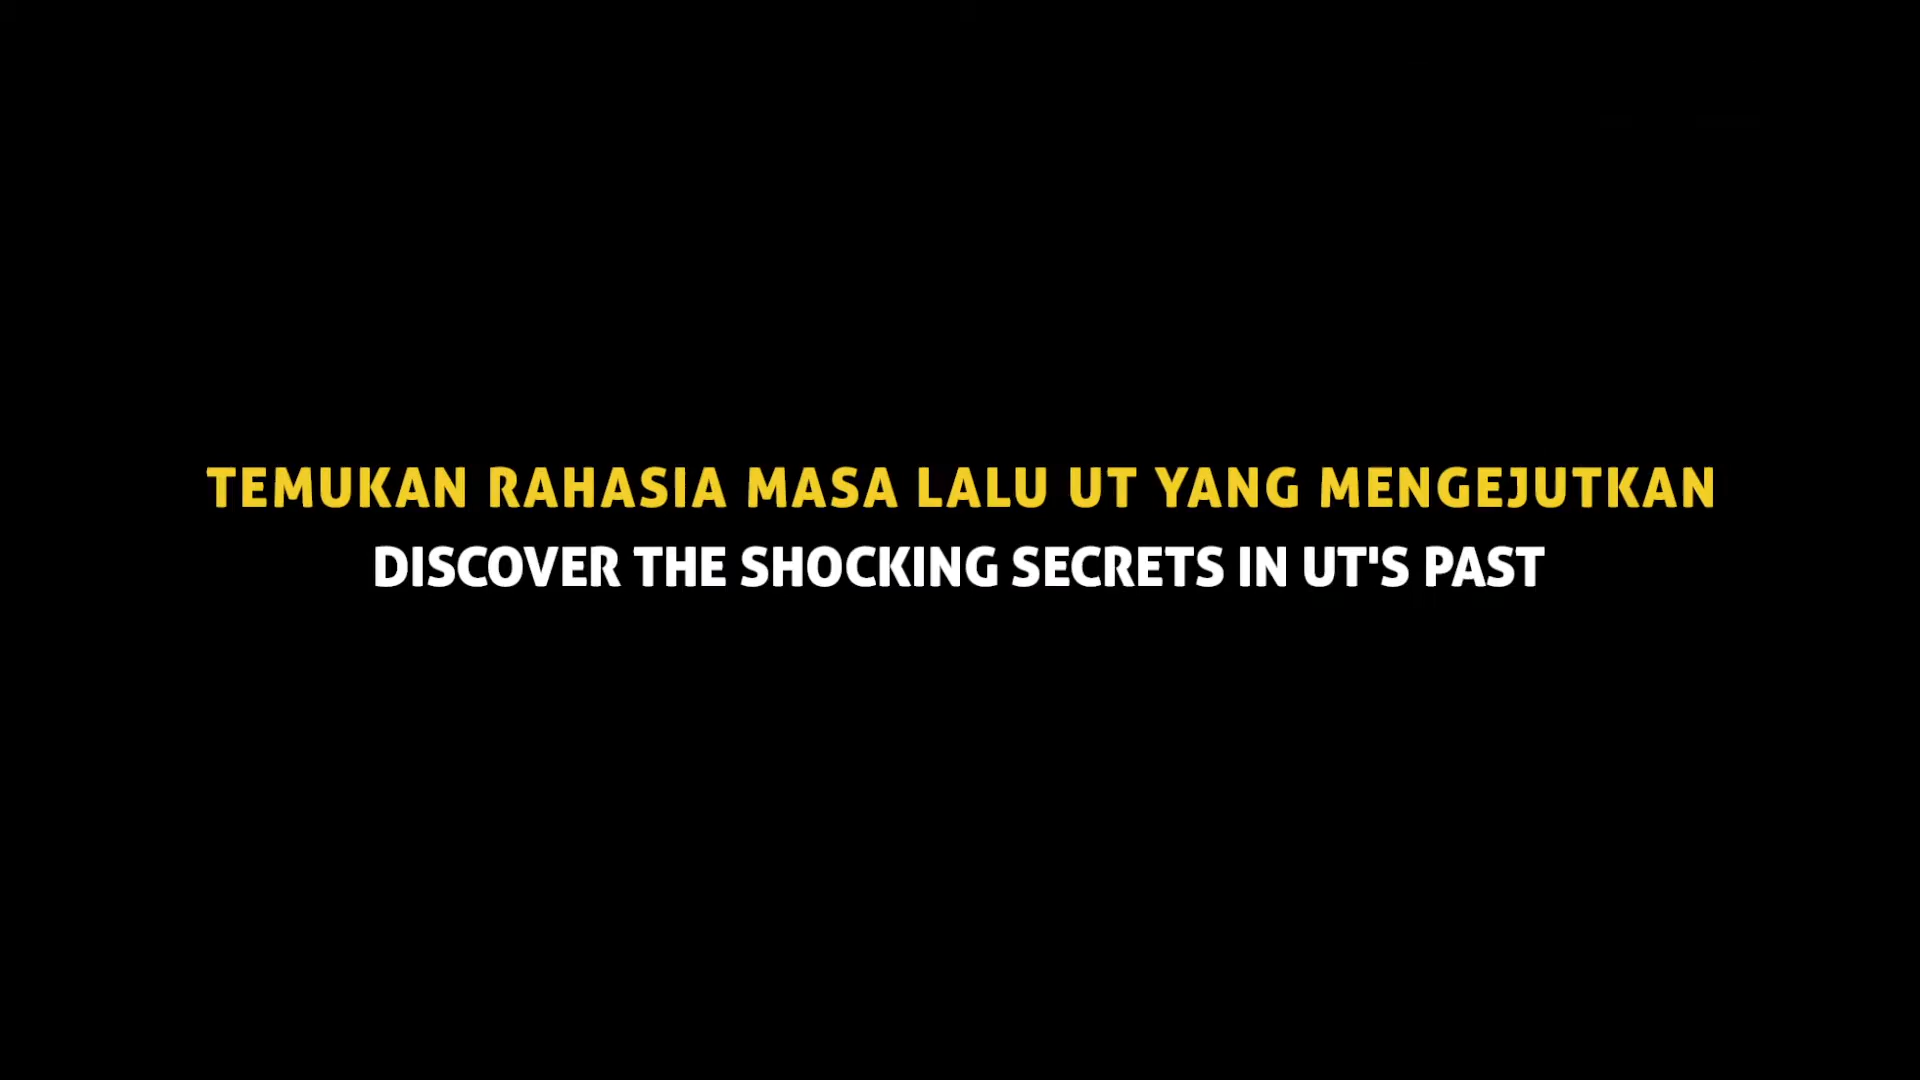 TEMUKAN RAHASIA MASA LALU UT YANG MENGEJUTKAN
DISCOVER THE SHOCKING SECRETS IN UT'S PAST